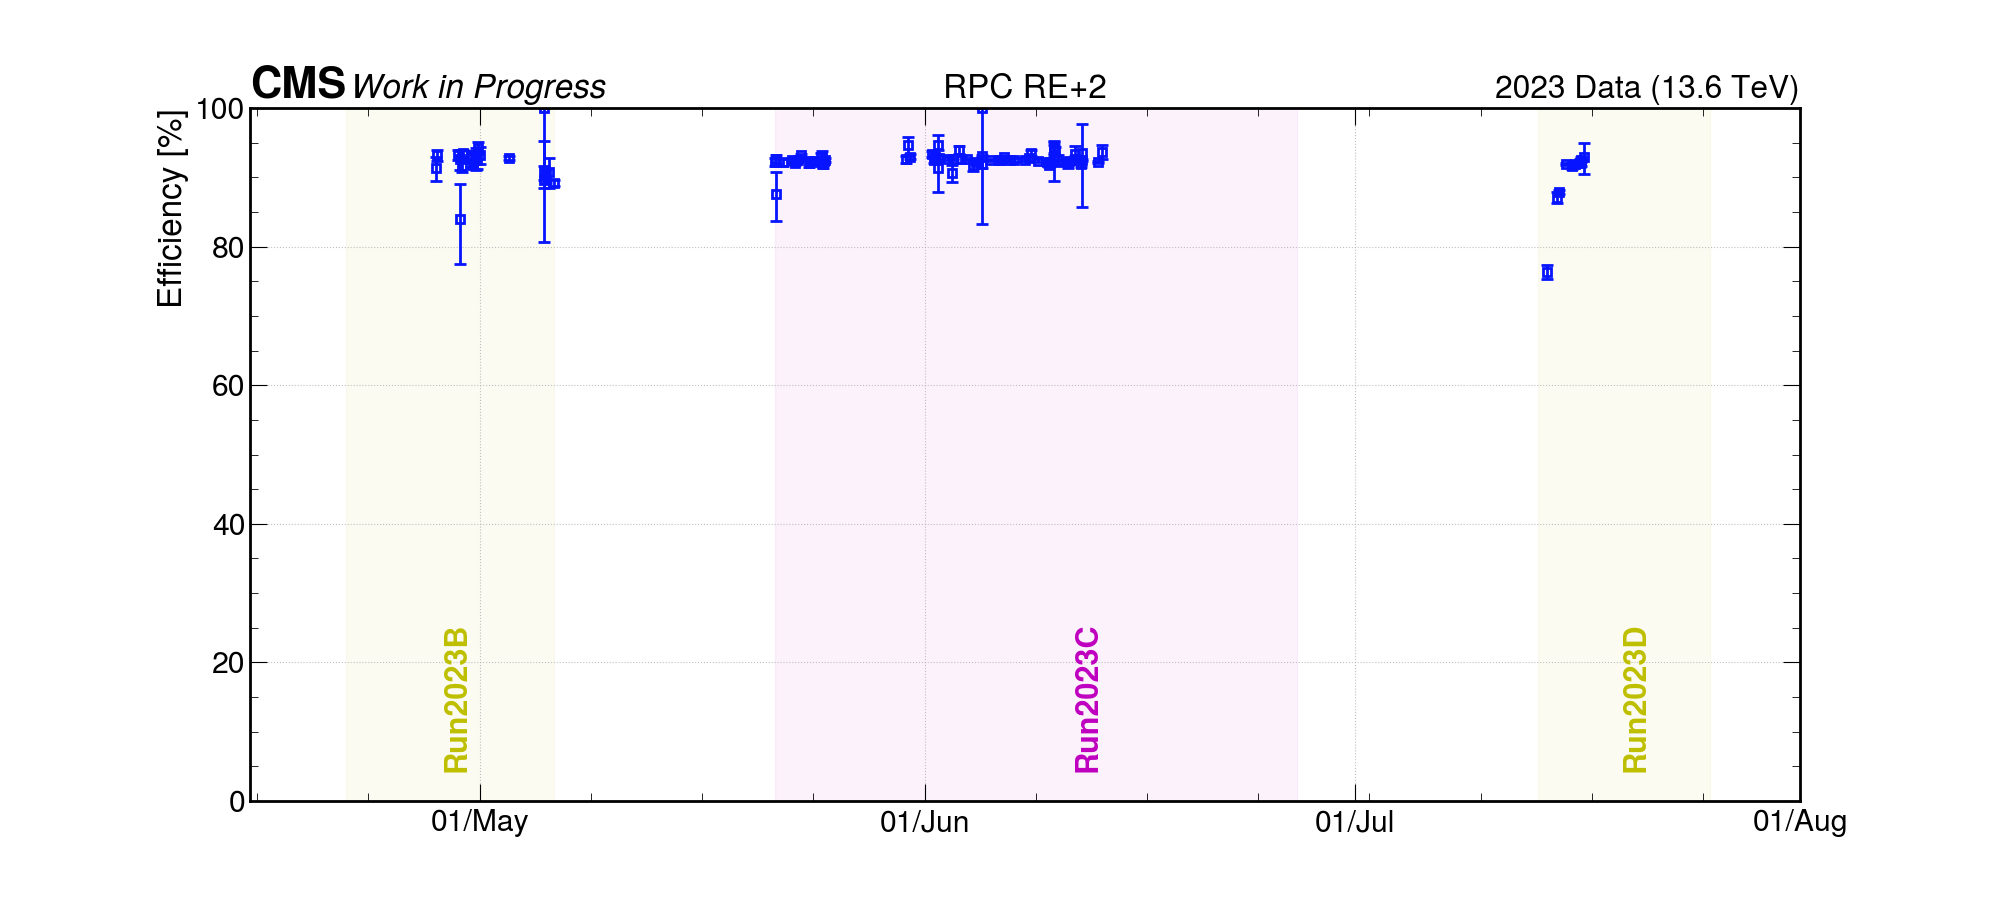 CMS Work in Progress RPC RE+2 2023 Data (13.6 TeV)
Efficiency [%]
100
80
60
40
20
0
Run2023B
Run2023C
Run2023D
01/May 01/Jun 01/Jul 01/Aug